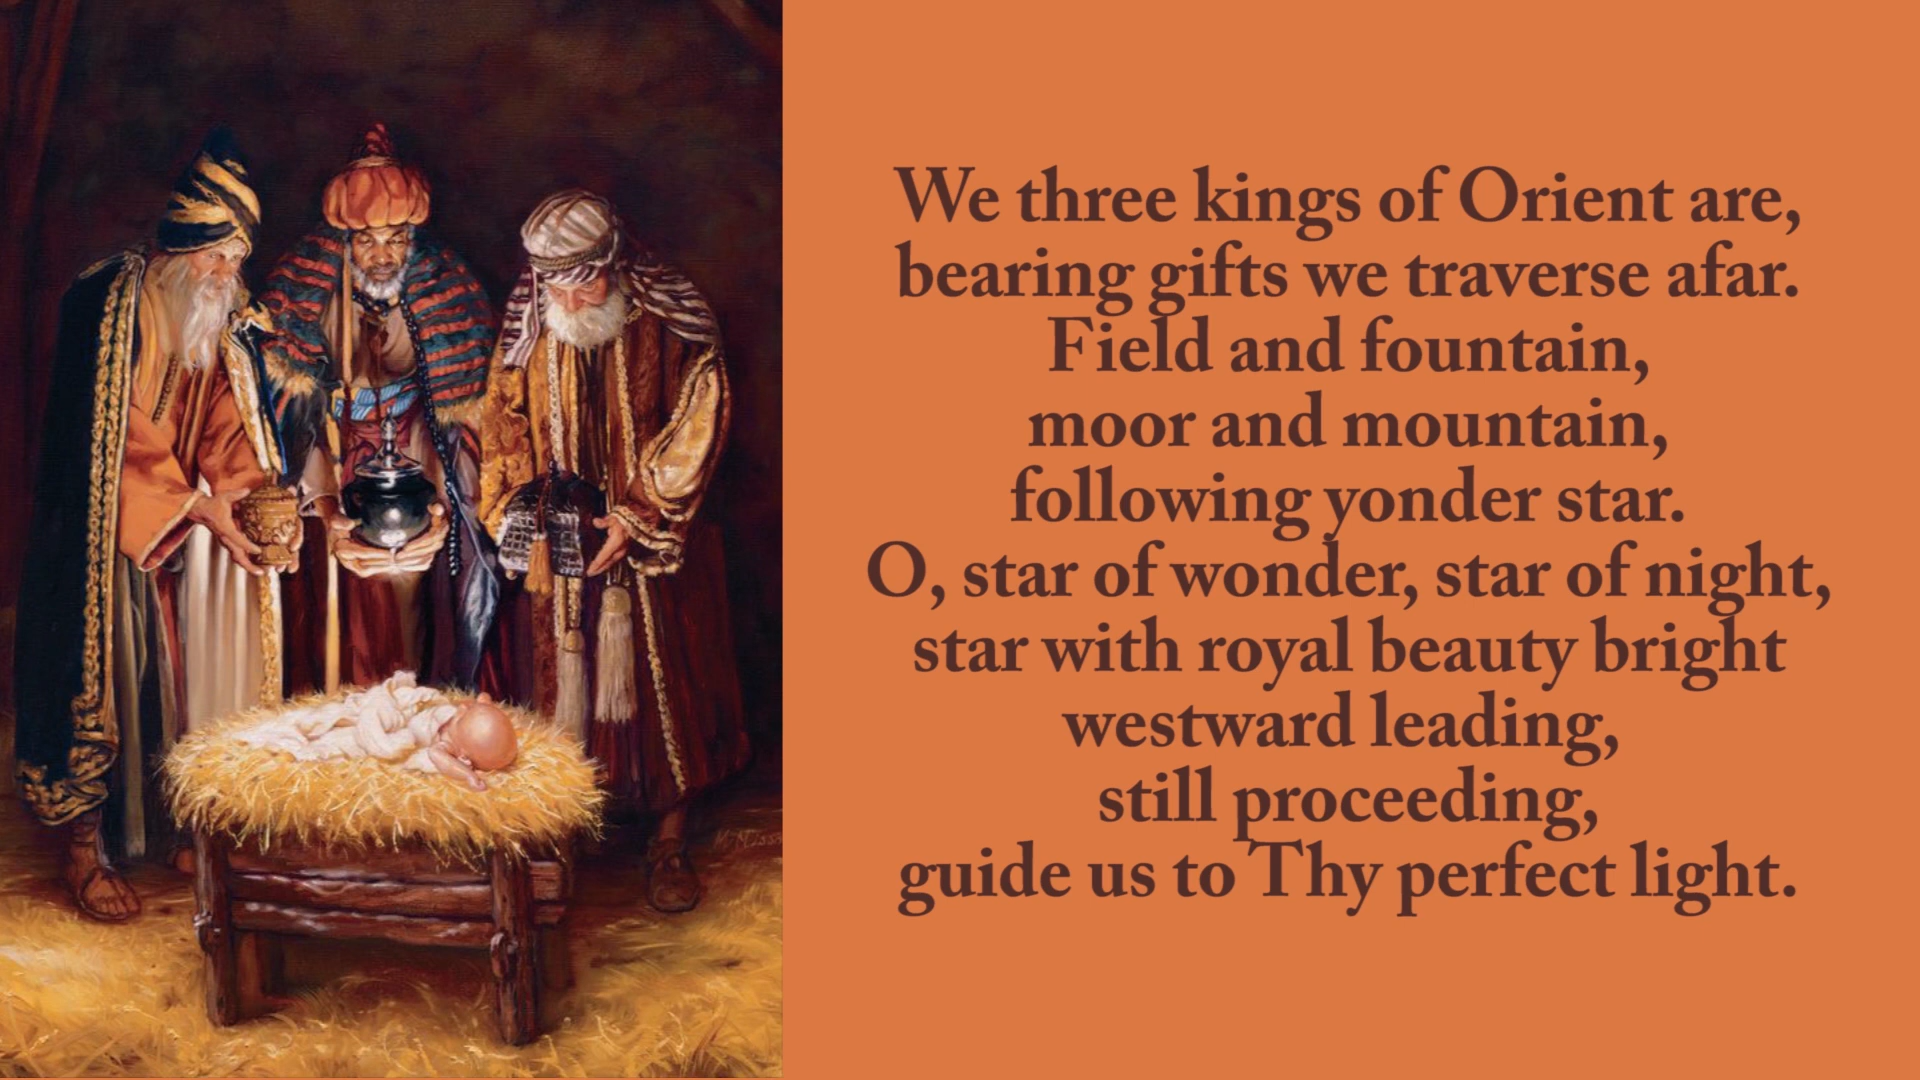 We three kings of Orient are,
bearing gifts we traverse afar.
Field and fountain,
moor and mountain,
following yonder star.
O, star of wonder, star of night,
star with royal beauty bright
westward leading,
still proceeding,
guide us to Thy perfect light.